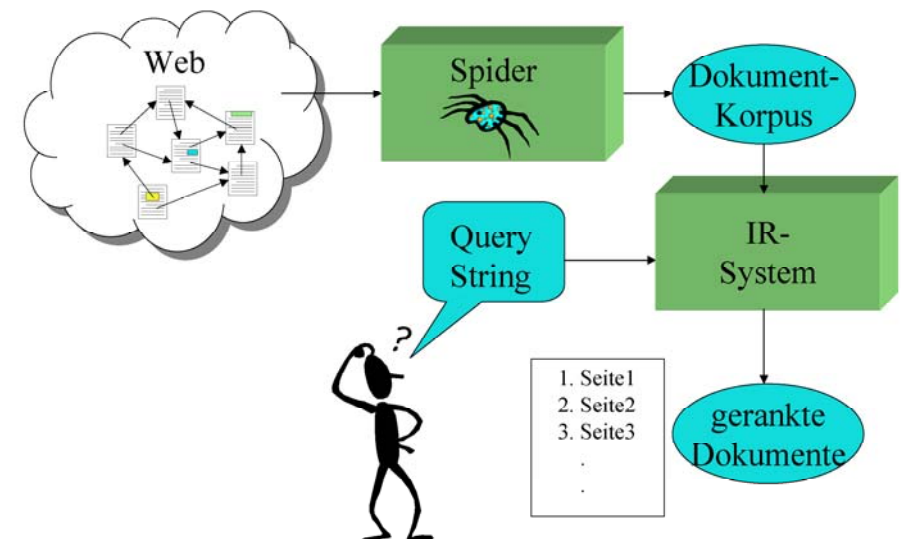 Web
Spider
Dokument-
Korpus
Query
String
IR-
System
?
1. Seite1
2. Seite2
3. Seite3
.
.
gerankte
Dokumente